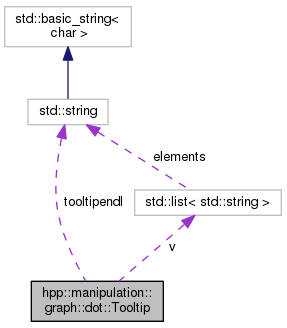 std::basic_string<
char >
std::string
elements
tooltipendl
std::list< std::string >
v
hpp::manipulation::
graph::dot::Tooltip